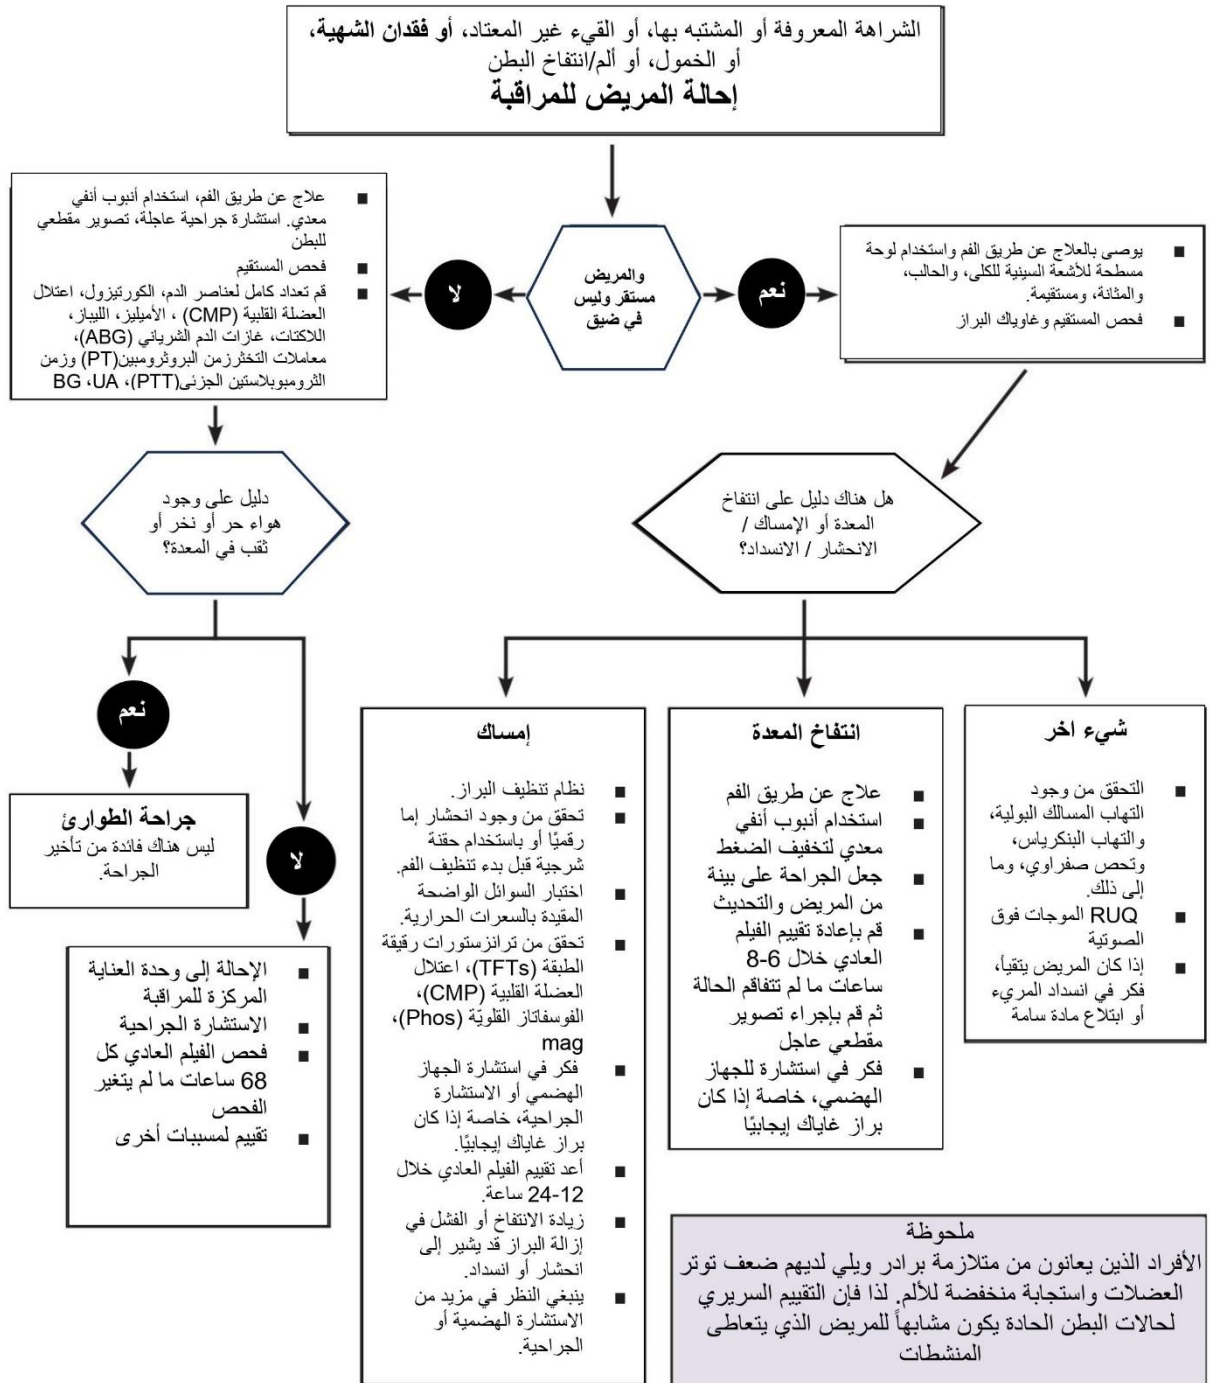 الشراهة المعروفة أو المشتبه بها، أو القيء غير المعتاد، أو فقدان الشهية،
أو الخمول، أو ألم/انتفاخ البطن
إحالة المريض للمراقبة
يوصى بالعلاج عن طريق الفم واستخدام لوحة
مسطحة للأشعة السينية للكلى، والحالب،
والمثانة، ومستقيمة.
فحص المستقيم وغاوياك البراز
نعم
والمريض
مستقر وليس
في ضيق
لا
علاج عن طريق الفم، استخدام أنبوب أنفي
معدي. استشارة جراحية عاجلة، تصوير مقطعي
للبطن
فحص المستقيم
قم تعداد كامل لعناصر الدم، الكورتيزول، اعتلال
العضلة القلبية (CMP) ، الأميليز، الليباز،
اللاكتات، غازات الدم الشرياني (ABG)،
معاملات التخثرزمن البروثرومبين(PT) وزمن
الثرومبوبلاستين الجزئي(PTT)، BG ،UA
هل هناك دليل على انتفاخ
المعدة أو الإمساك /
الانحشار / الانسداد؟
دليل على وجود
هواء حر أو نخر أو
ثقب في المعدة؟
شيء اخر
التحقق من وجود
التهاب المسالك البولية،
والتهاب البنكرياس،
وتحص صفراوي، وما
إلى ذلك.
RUQ الموجات فوق
الصوتية
إذا كان المريض يتقيأ،
فكر في انسداد المريء
أو ابتلاع مادة سامة
انتفاخ المعدة
علاج عن طريق الفم
استخدام أنبوب أنفي
معدي لتخفيف الضغط
جعل الجراحة على بينة
من المريض والتحديث
قم بإعادة تقييم الفيلم
العادي خلال 6-8
ساعات ما لم تتفاقم الحالة
ثم قم بإجراء تصوير
مقطعي عاجل
فكر في استشارة للجهاز
الهضمي، خاصة إذا كان
براز غاياك إيجابيًا
إمساك
نظام تنظيف البراز.
تحقق من وجود انحشار إما
رقميًا أو باستخدام حقنة
شرجية قبل بدء تنظيف الفم.
اختبار السوائل الواضحة
المقيدة بالسعرات الحرارية.
تحقق من ترانزستورات رقيقة
الطبقة (TFTs)، اعتلال
العضلة القلبية (CMP)،
الفوسفاتاز القلويّة (Phos)،
mag
فكر في استشارة الجهاز
الهضمي أو الاستشارة
الجراحية، خاصة إذا كان
براز غاياك إيجابيًا.
أعد تقييم الفيلم العادي خلال
12-24 ساعة.
زيادة الانتفاخ أو الفشل في
إزالة البراز قد يشير إلى
انحشار أو انسداد.
ينبغي النظر في مزيد من
الاستشارة الهضمية أو
الجراحية.
نعم
جراحة الطوارئ
ليس هناك فائدة من تأخير
الجراحة.
لا
الإحالة إلى وحدة العناية
المركزة للمراقبة
الاستشارة الجراحية
فحص الفيلم العادي كل
68 ساعات ما لم يتغير
الفحص
تقييم لمسببات أخرى
ملحوظة
الأفراد الذين يعانون من متلازمة برادر ويلي لديهم ضعف توتر
العضلات واستجابة منخفضة للألم. لذا فإن التقييم السريري
لحالات البطن الحادة يكون مشابهاً للمريض الذي يتعاطى
المنشطات